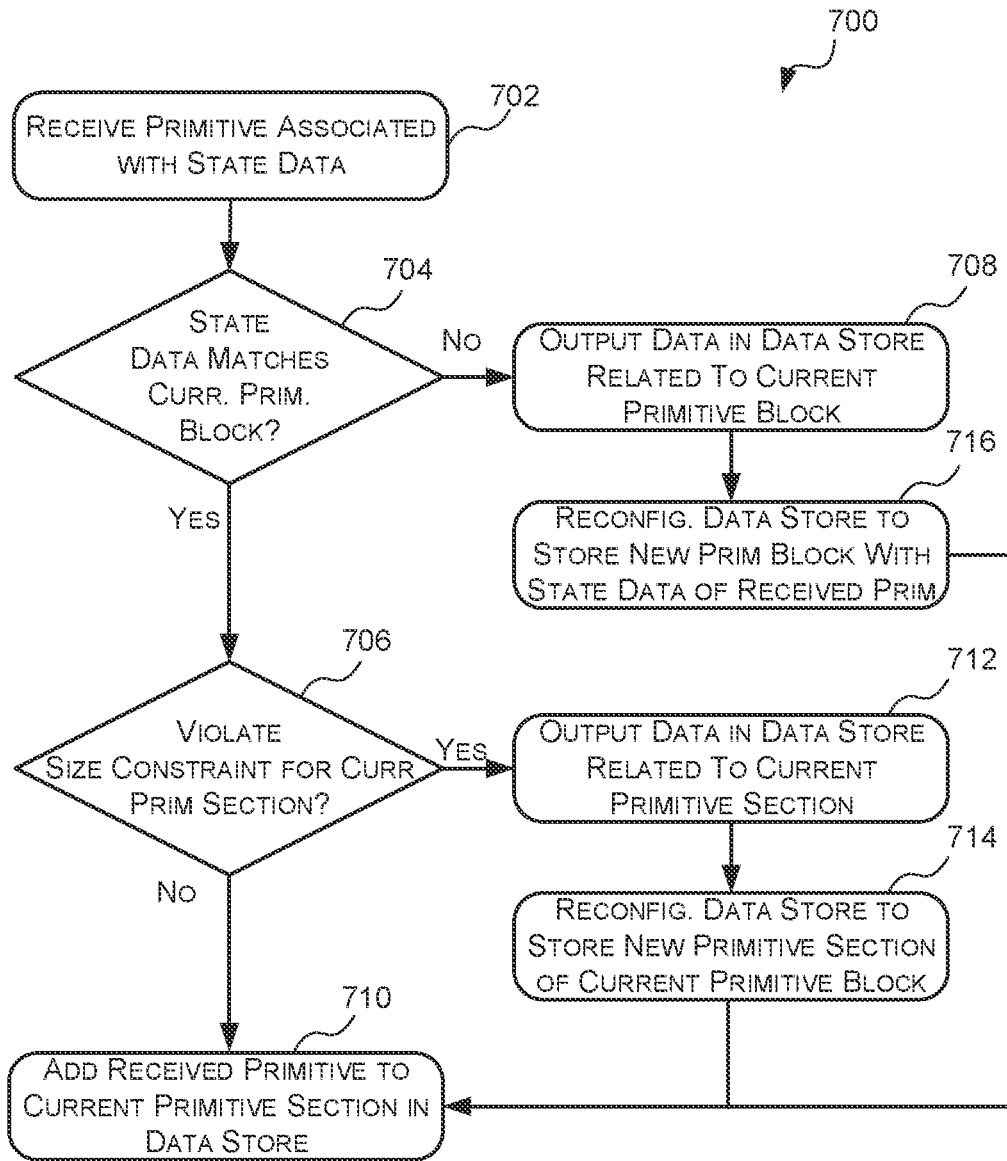 700
702
RECEIVE PRIMITIVE ASSOCIATED
WITH STATE DATA
704
STATE
DATA MATCHES
CURR. PRIM.
BLOCK?
NO
708
OUTPUT DATA IN DATA STORE
RELATED TO CURRENT
PRIMITIVE BLOCK
716
RECONFIG. DATA STORE TO
STORE NEW PRIM BLOCK WITH
STATE DATA OF RECEIVED PRIM
YES
706
VIOLATE
SIZE CONSTRAINT FOR CURR
PRIM SECTION?
YES
712
OUTPUT DATA IN DATA STORE
RELATED TO CURRENT
PRIMITIVE SECTION
714
RECONFIG. DATA STORE TO
STORE NEW PRIMITIVE SECTION
OF CURRENT PRIMITIVE BLOCK
NO
710
ADD RECEIVED PRIMITIVE TO
CURRENT PRIMITIVE SECTION IN
DATA STORE